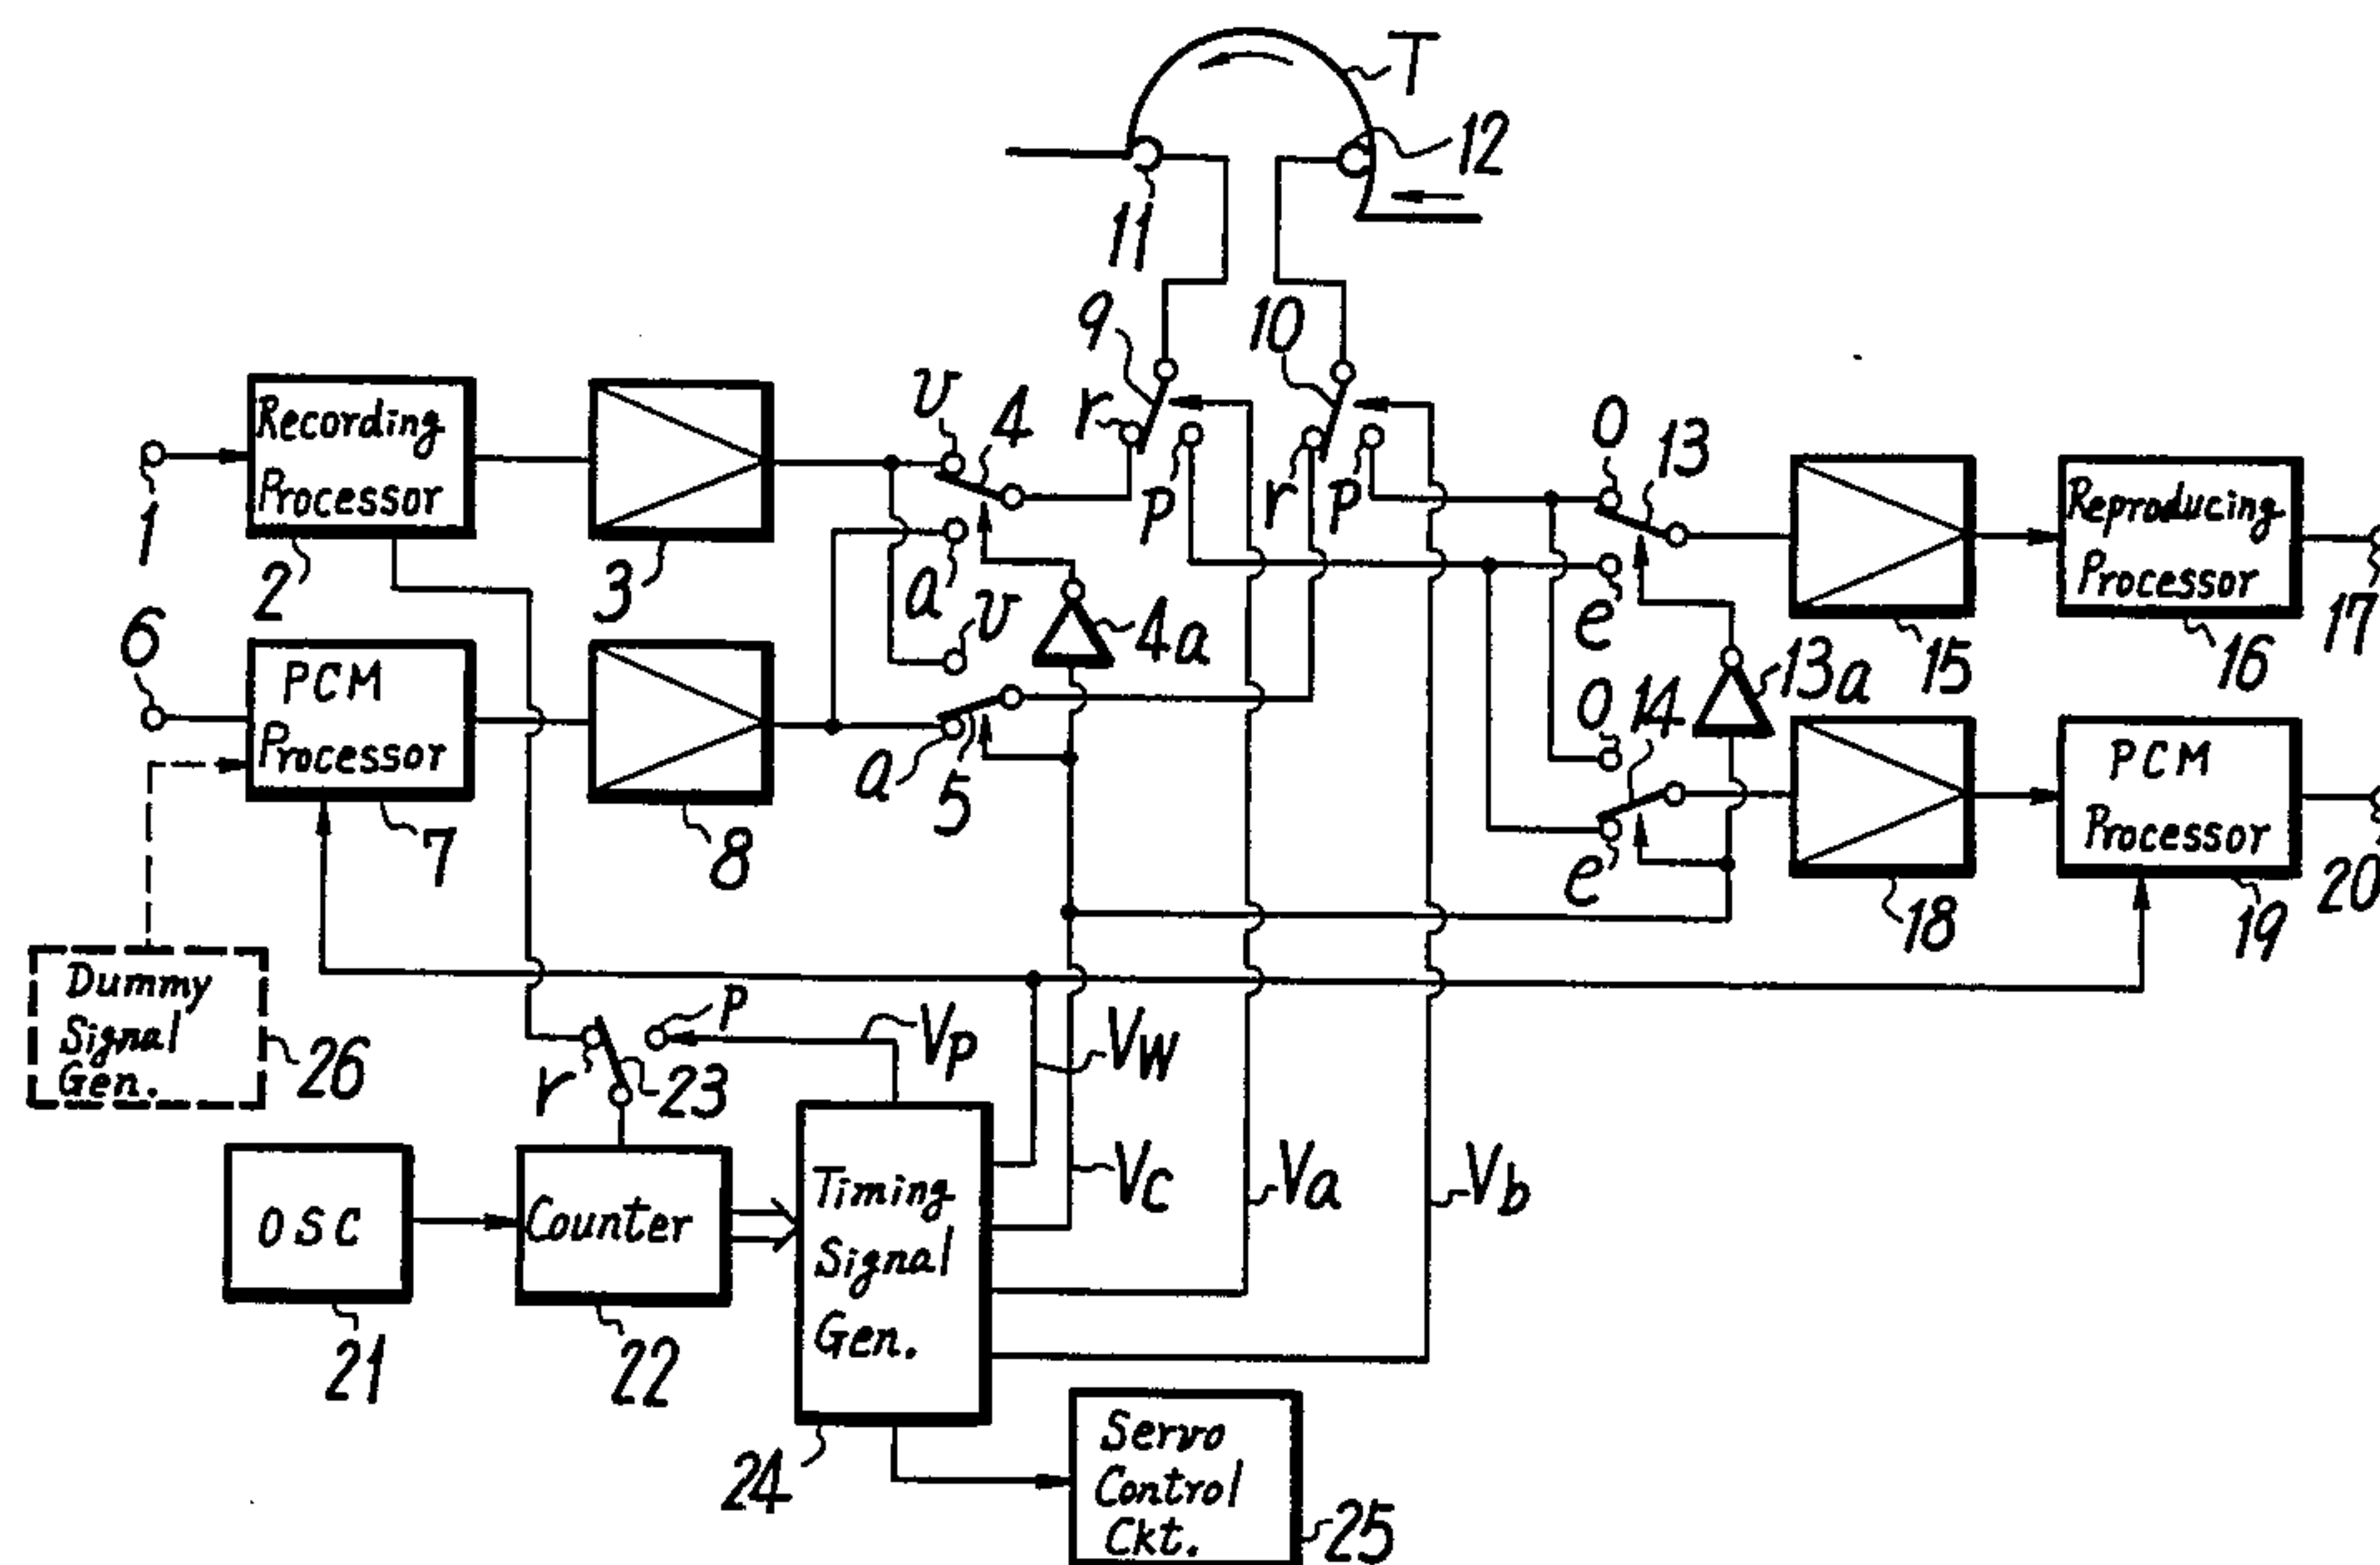 T
12
11
9
10
Recording
Processor
v
4
r
p
r
p
O
13
Reproducing
Processor
1
2
3
a
v
4a
e
15
16
17
6
PCM
Processor
13a
O
14
PCM
Processor
7
8
a
5
e
18
19
20
Dummy
Signal
Gen.
26
p
Vp
Vw
r
23
OSC
Counter
Timing
Signal
Gen.
Vc
Va
Vb
21
22
24
Servo
Control
Ckt.
25